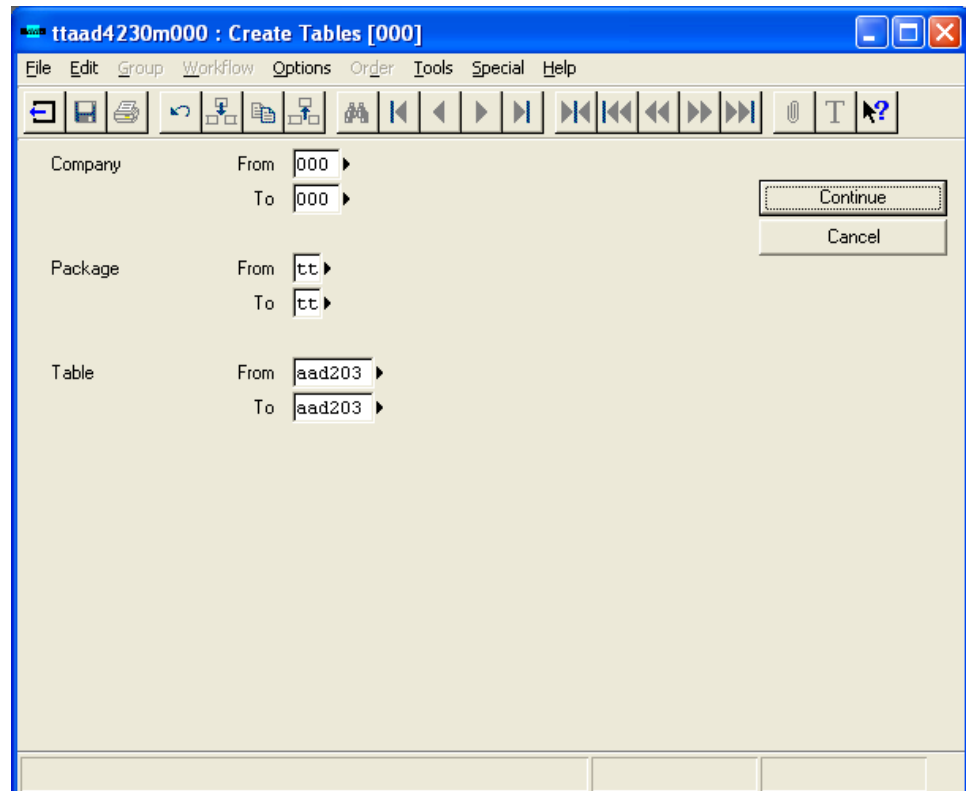 ttaad4230m000 : Create Tables [000]
File Edit Group Workflow Options Order Tools Special Help
T ?
Company From 000
To 000
Continue
Cancel
Package From tt
To tt
Table From aad203
To aad203